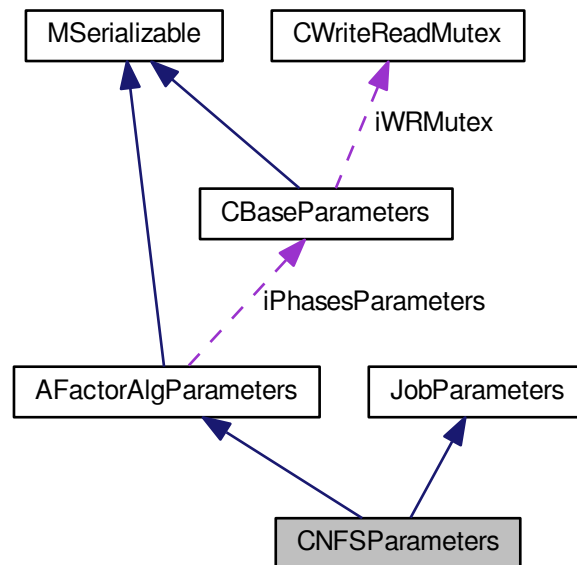 MSerializable
CWriteReadMutex
iWRMutex
CBaseParameters
iPhasesParameters
AFactorAlgParameters
JobParameters
CNFSParameters